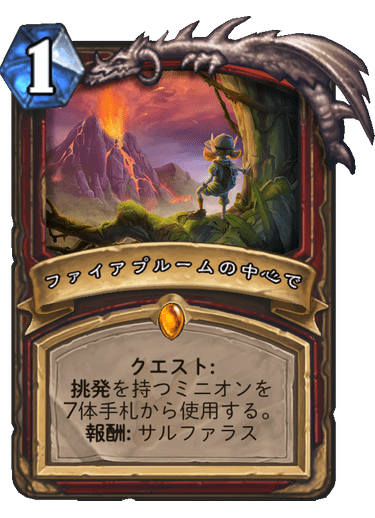 1
ファイアプルームの中心で
クエスト:
挑発を持つミニオンを
7体手札から使用する。
報酬: サルファラス